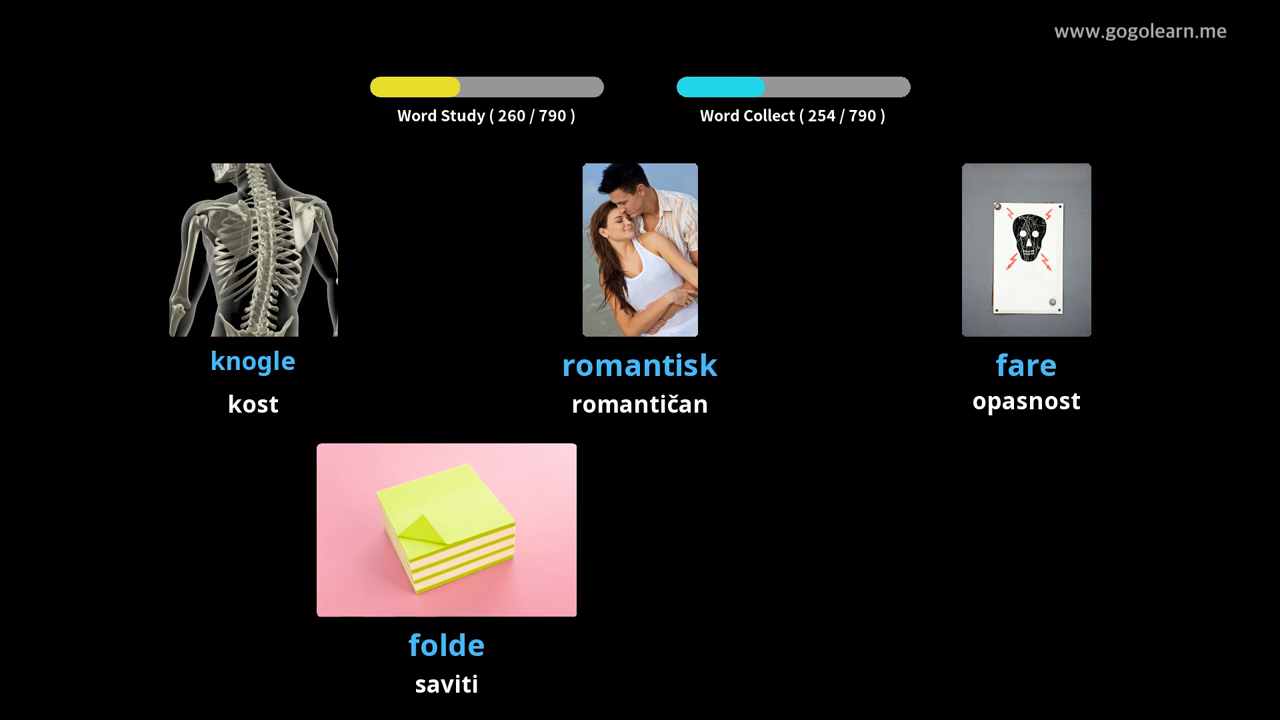 www.gogolearn.me
Word Study ( 260 / 790 )
Word Collect ( 254 / 790 )
knogle
romantisk
fare
kost
romantičan
opasnost
folde
saviti